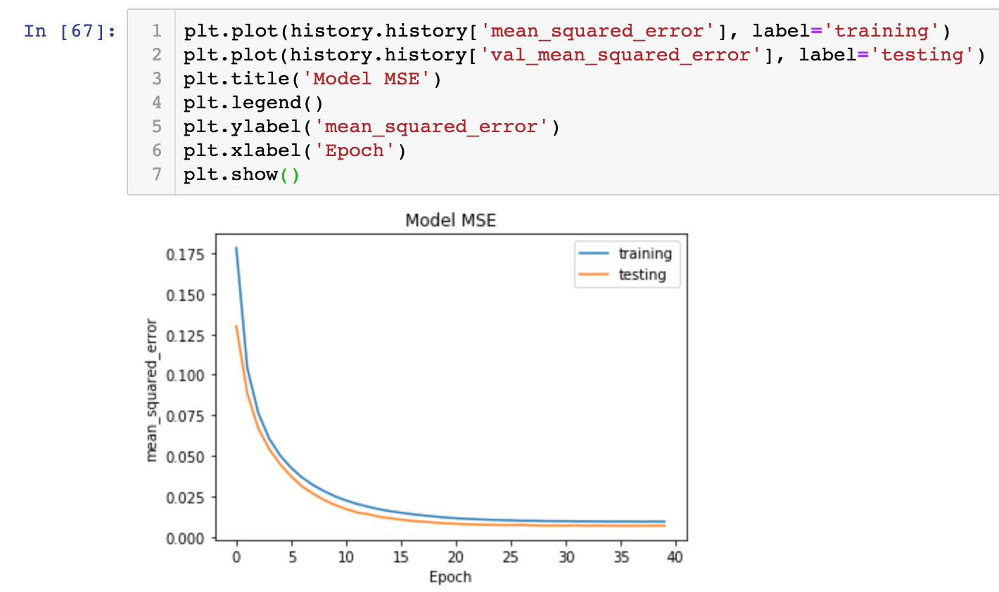 In [67]:
1 plt.plot(history.history['mean_squared_error'], label='training')
2 plt.plot(history.history['val_mean_squared_error'], label='testing')
3 plt.title('Model MSE')
4 plt.legend()
5 plt.ylabel('mean_squared_error')
6 plt.xlabel('Epoch')
7 plt.show()
Model MSE
training
testing
mean_squared_error
0.175
0.150
0.125
0.100
0.075
0.050
0.025
0.000
0 5 10 15 20 25 30 35 40
Epoch